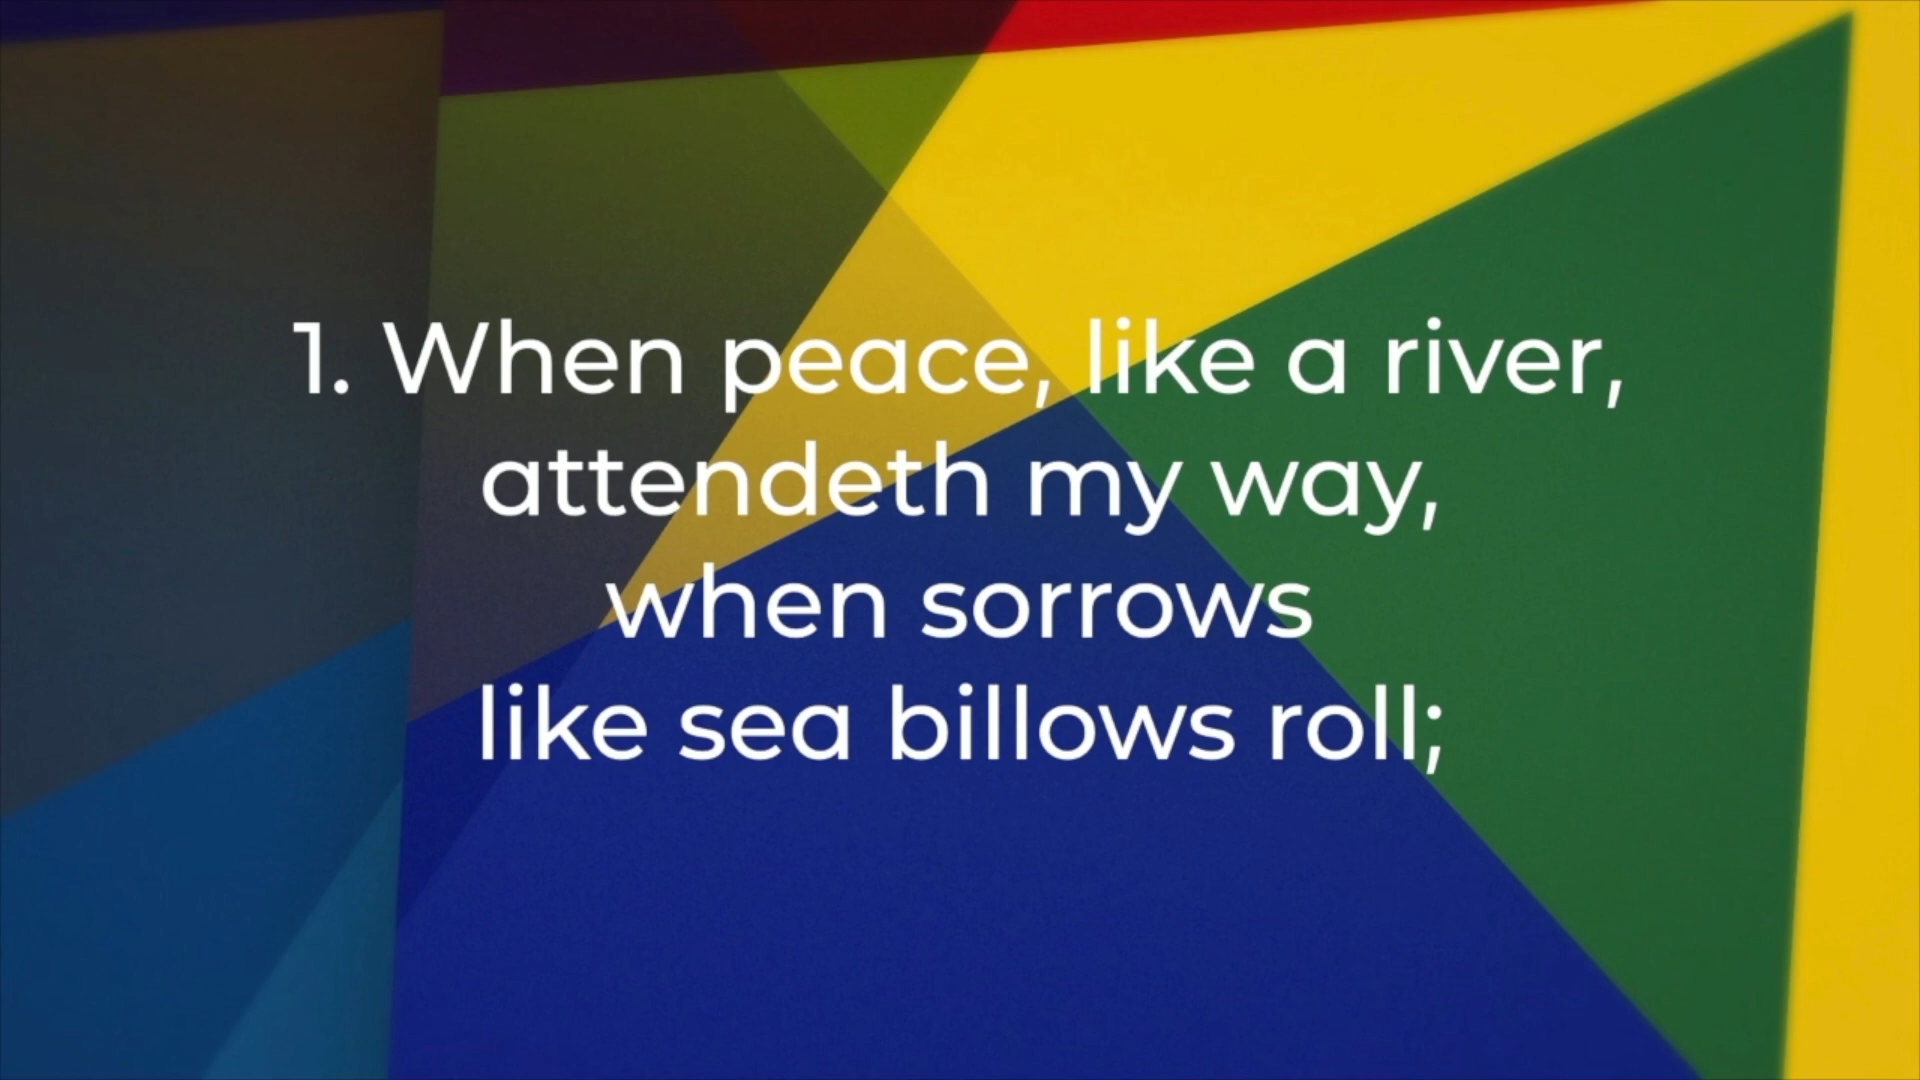 1. When peace, like a river,
attendeth my way,
when sorrows
like sea billows roll;